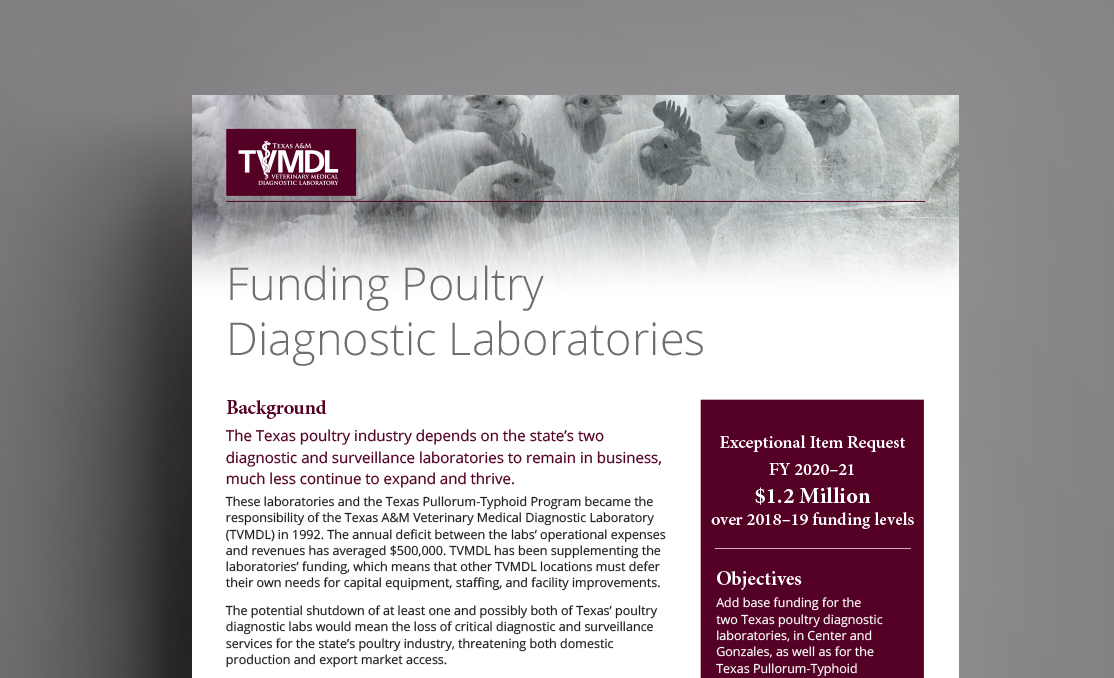 TEXAS A&M
TVMDL
VETERINARY MEDICAL
DIAGNOSTIC LABORATORY
Funding Poultry
Diagnostic Laboratories
Background
The Texas poultry industry depends on the state’s two
diagnostic and surveillance laboratories to remain in business,
much less continue to expand and thrive.
These laboratories and the Texas Pullorum-Typhoid Program became the
responsibility of the Texas A&M Veterinary Medical Diagnostic Laboratory
(TVMDL) in 1992. The annual deficit between the labs’ operational expenses
and revenues has averaged $500,000. TVMDL has been supplementing the
laboratories’ funding, which means that other TVMDL locations must defer
their own needs for capital equipment, staffing, and facility improvements.
The potential shutdown of at least one and possibly both of Texas’ poultry
diagnostic labs would mean the loss of critical diagnostic and surveillance
services for the state’s poultry industry, threatening both domestic
production and export market access.
Exceptional Item Request
FY 2020–21
$1.2 Million
over 2018–19 funding levels
Objectives
Add base funding for the
two Texas poultry diagnostic
laboratories, in Center and
Gonzales, as well as for the
Texas Pullorum-Typhoid